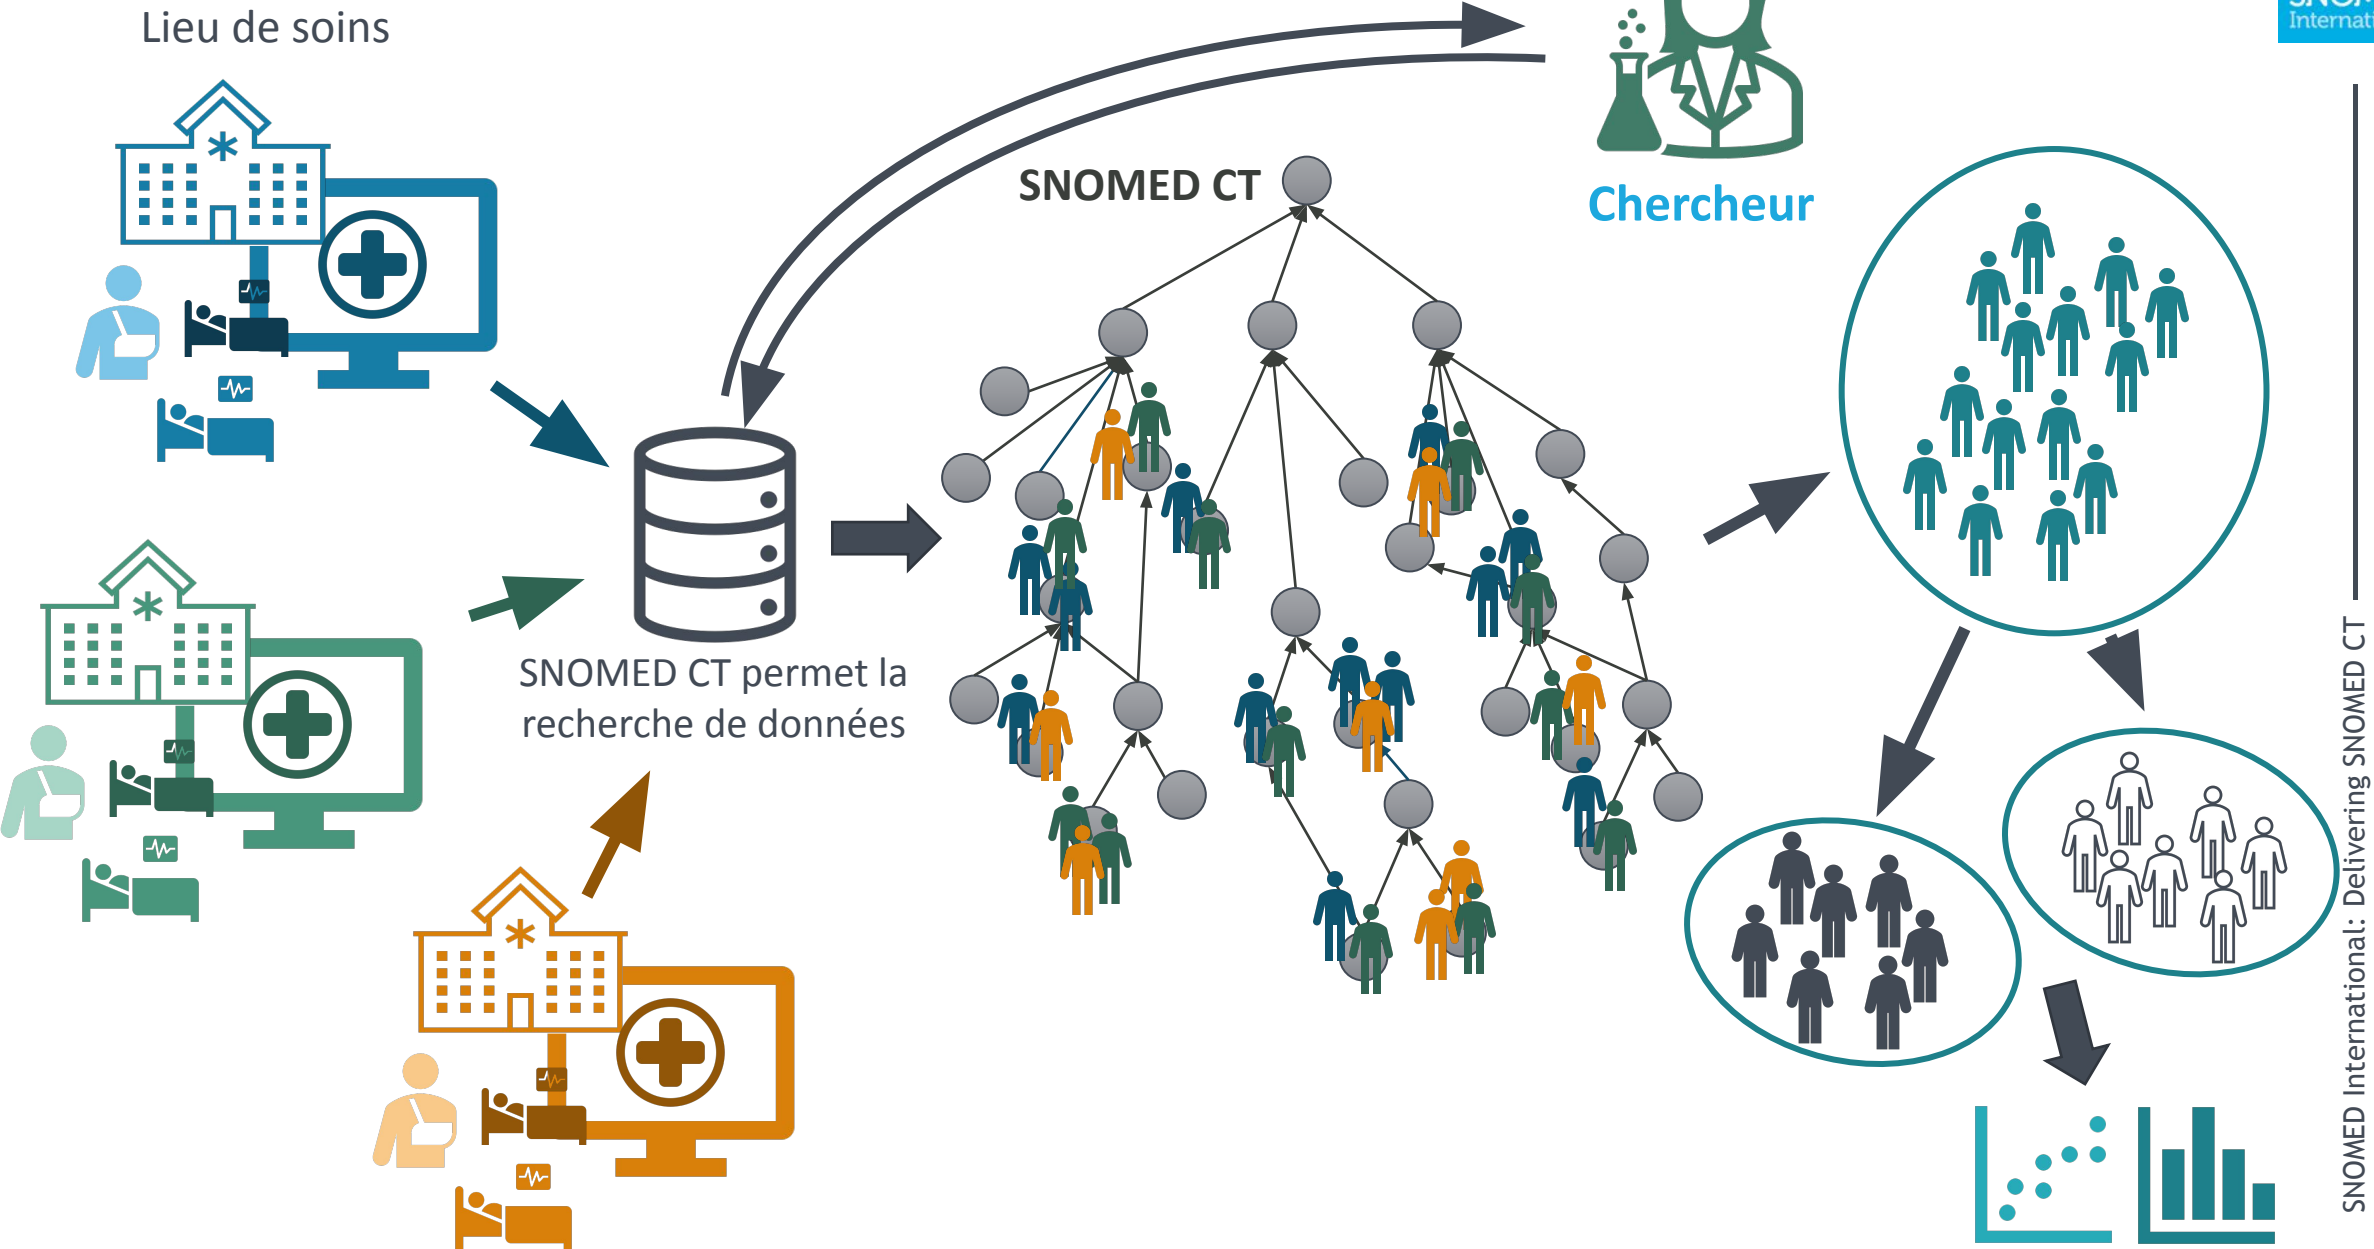 Lieu de soins
SNOMED CT
Chercheur
SNOMED CT permet la
recherche de données
SNOMED International: Delivering SNOMED CT